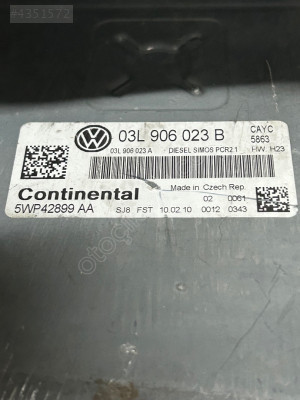 #4351572
03L 906 023 B
CAYC
5863
03L 906 023 A DIESEL SIMOS PCR2.1 HW: H23
Continental
Made in Czech Rep
02 0061
5WP42899 AA SJ8 FST 10.02.10 0012 0343